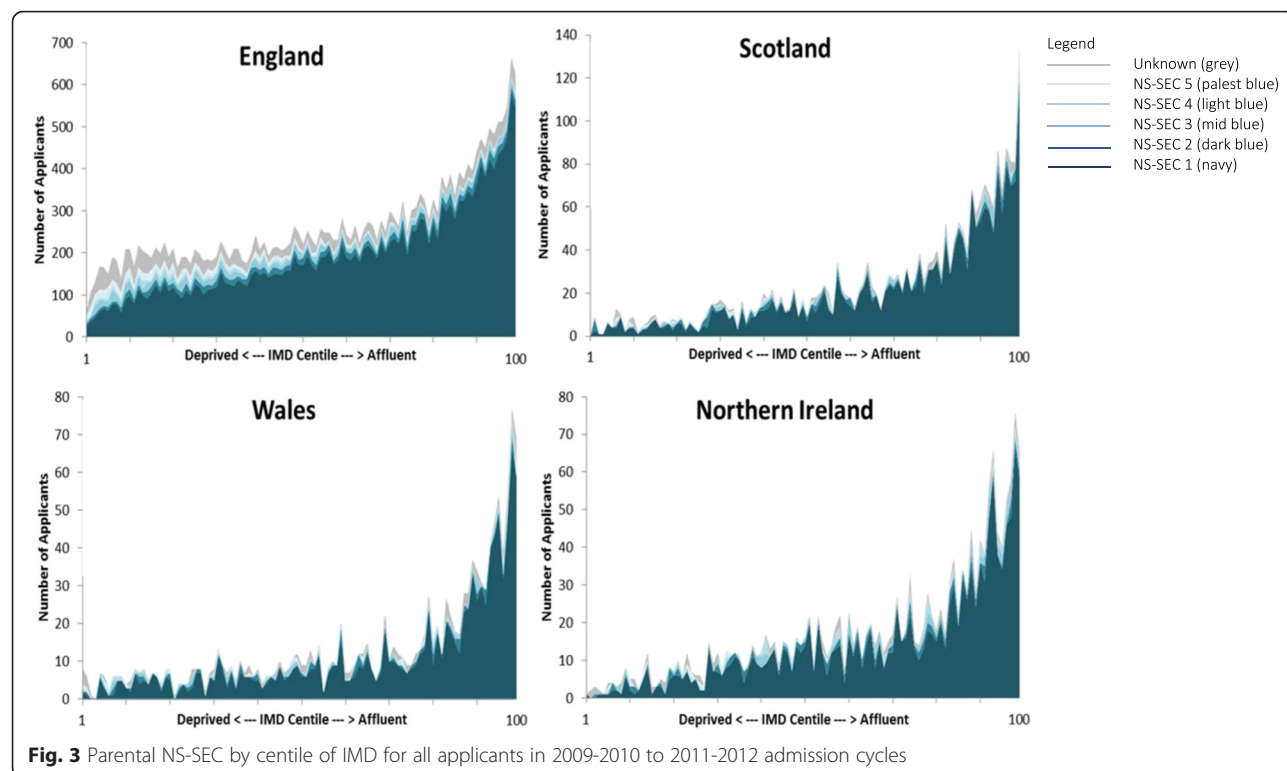 England
Number of Applicants
700
600
500
400
300
200
100
0
1
Deprived < --- IMD Centile --- > Affluent
100
Scotland
Number of Applicants
140
120
100
80
60
40
20
0
1
Deprived < --- IMD Centile --- > Affluent
100
Legend
Unknown (grey)
NS-SEC 5 (palest blue)
NS-SEC 4 (light blue)
NS-SEC 3 (mid blue)
NS-SEC 2 (dark blue)
NS-SEC 1 (navy)
Wales
Number of Applicants
80
70
60
50
40
30
20
10
0
1
Deprived < --- IMD Centile --- > Affluent
100
Northern Ireland
Number of Applicants
80
70
60
50
40
30
20
10
0
1
Deprived < --- IMD Centile --- > Affluent
100
Fig. 3 Parental NS-SEC by centile of IMD for all applicants in 2009-2010 to 2011-2012 admission cycles